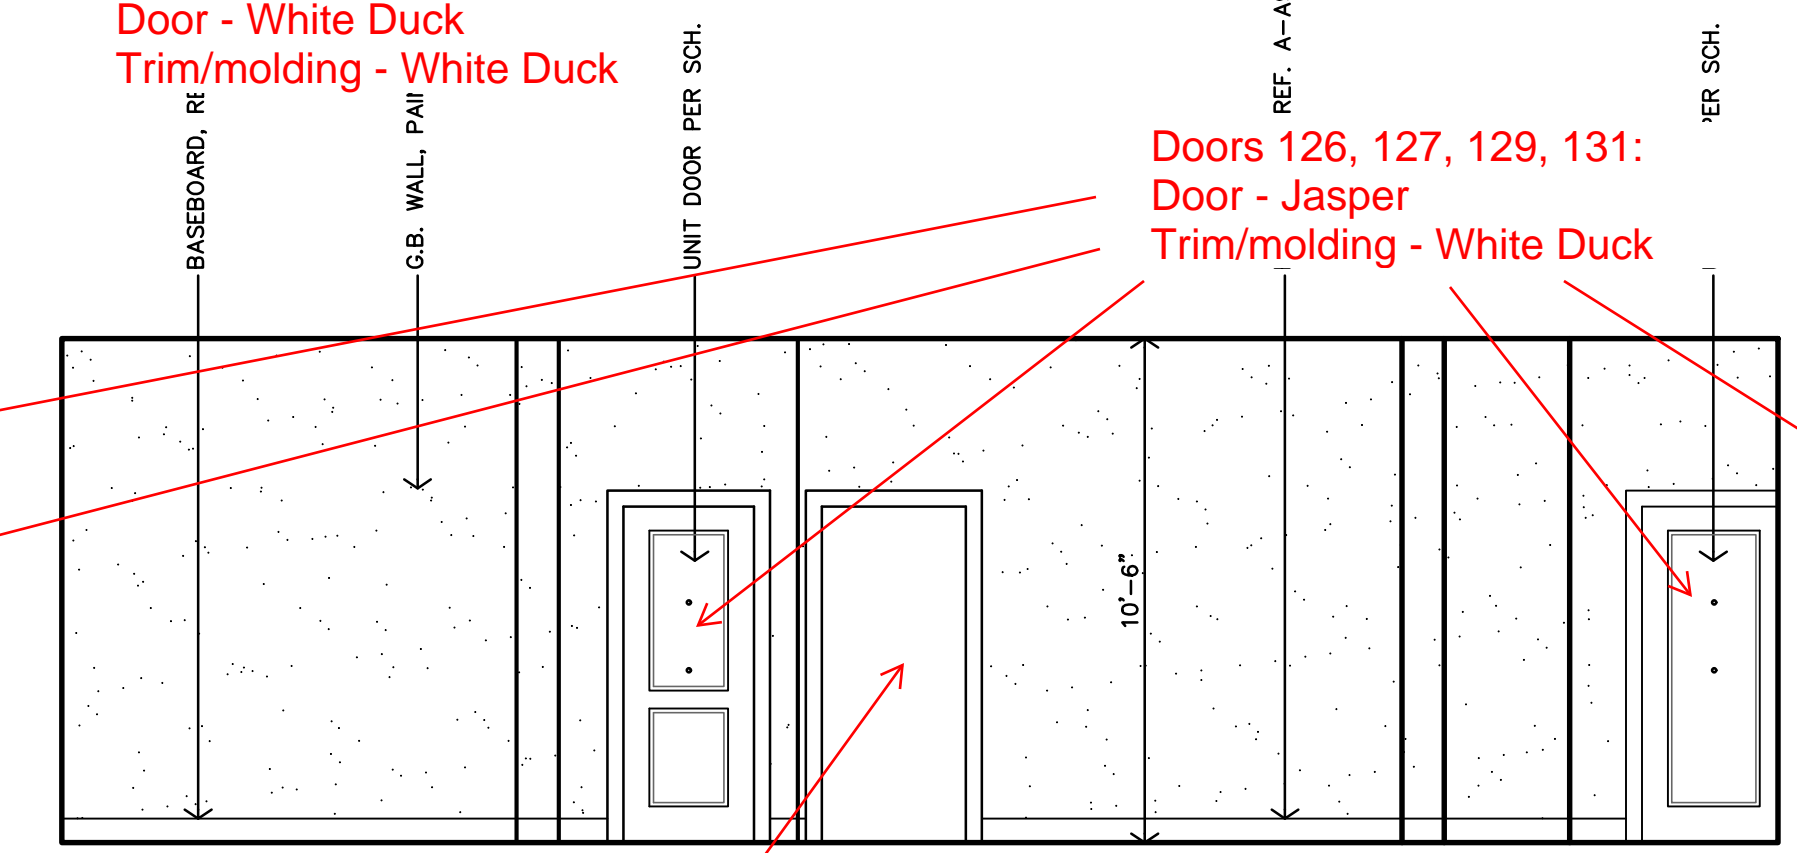 Door - White Duck
Trim/molding - White Duck
BASEBOARD,
G.B. WALL,
UNIT DOOR PER SCH.
REF.
SCH.
Doors 126, 127, 129, 131:
Door - Jasper
Trim/molding - White Duck
10'-6"